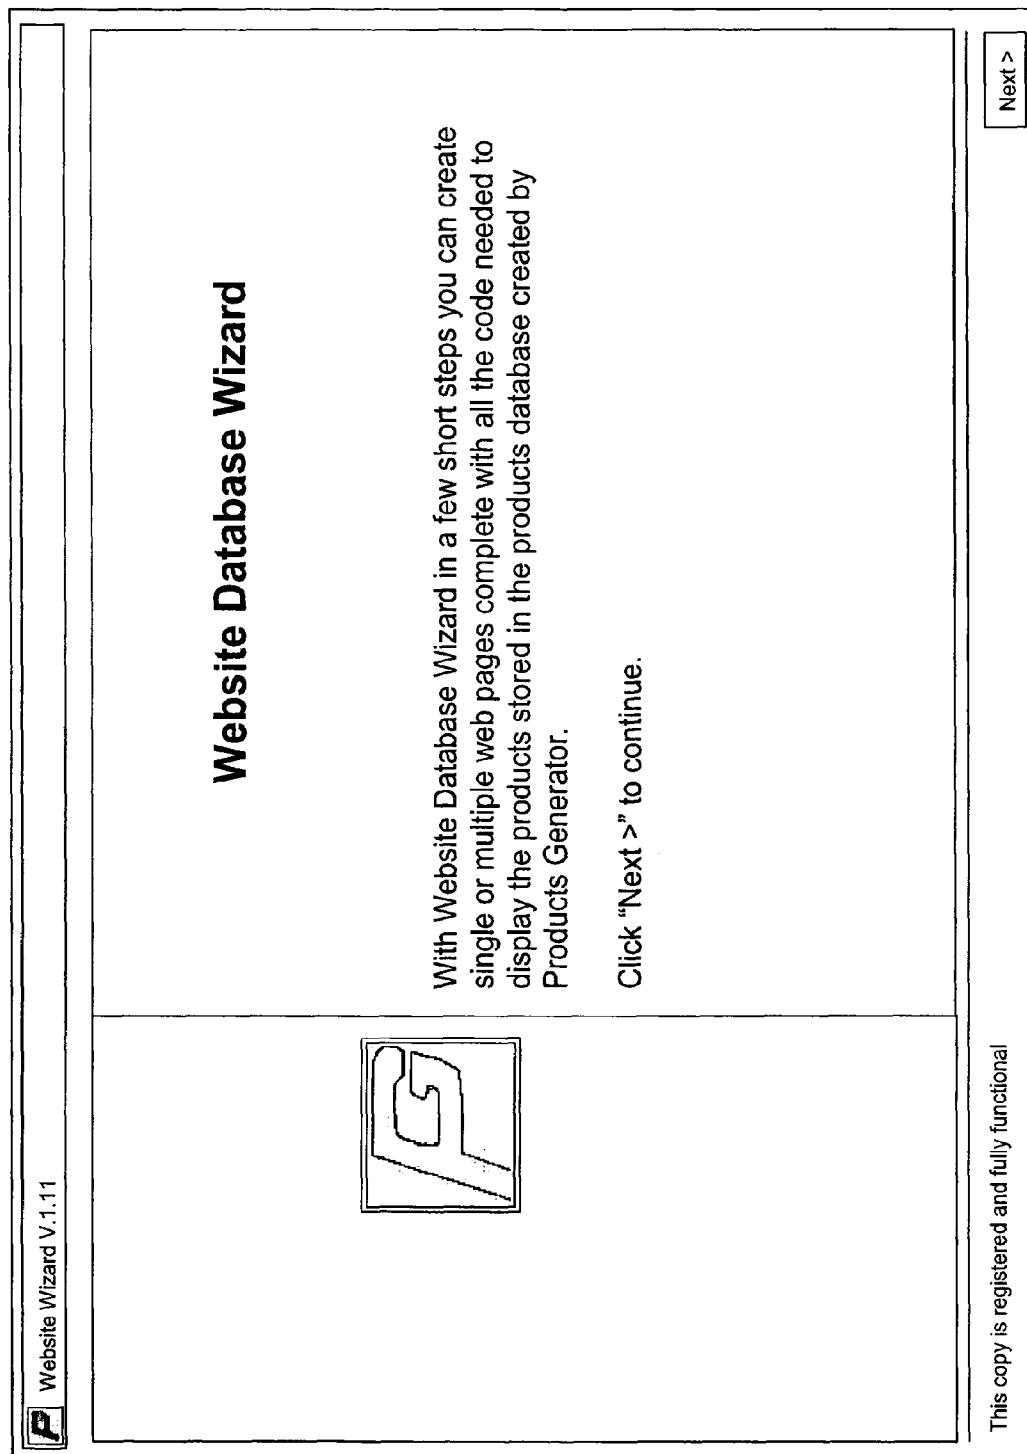 Website Wizard V.1.11
Website Database Wizard
With Website Database Wizard in a few short steps you can create
single or multiple web pages complete with all the code needed to
display the products stored in the products database created by
Products Generator.
Click “Next >” to continue.
This copy is registered and fully functional
Next >